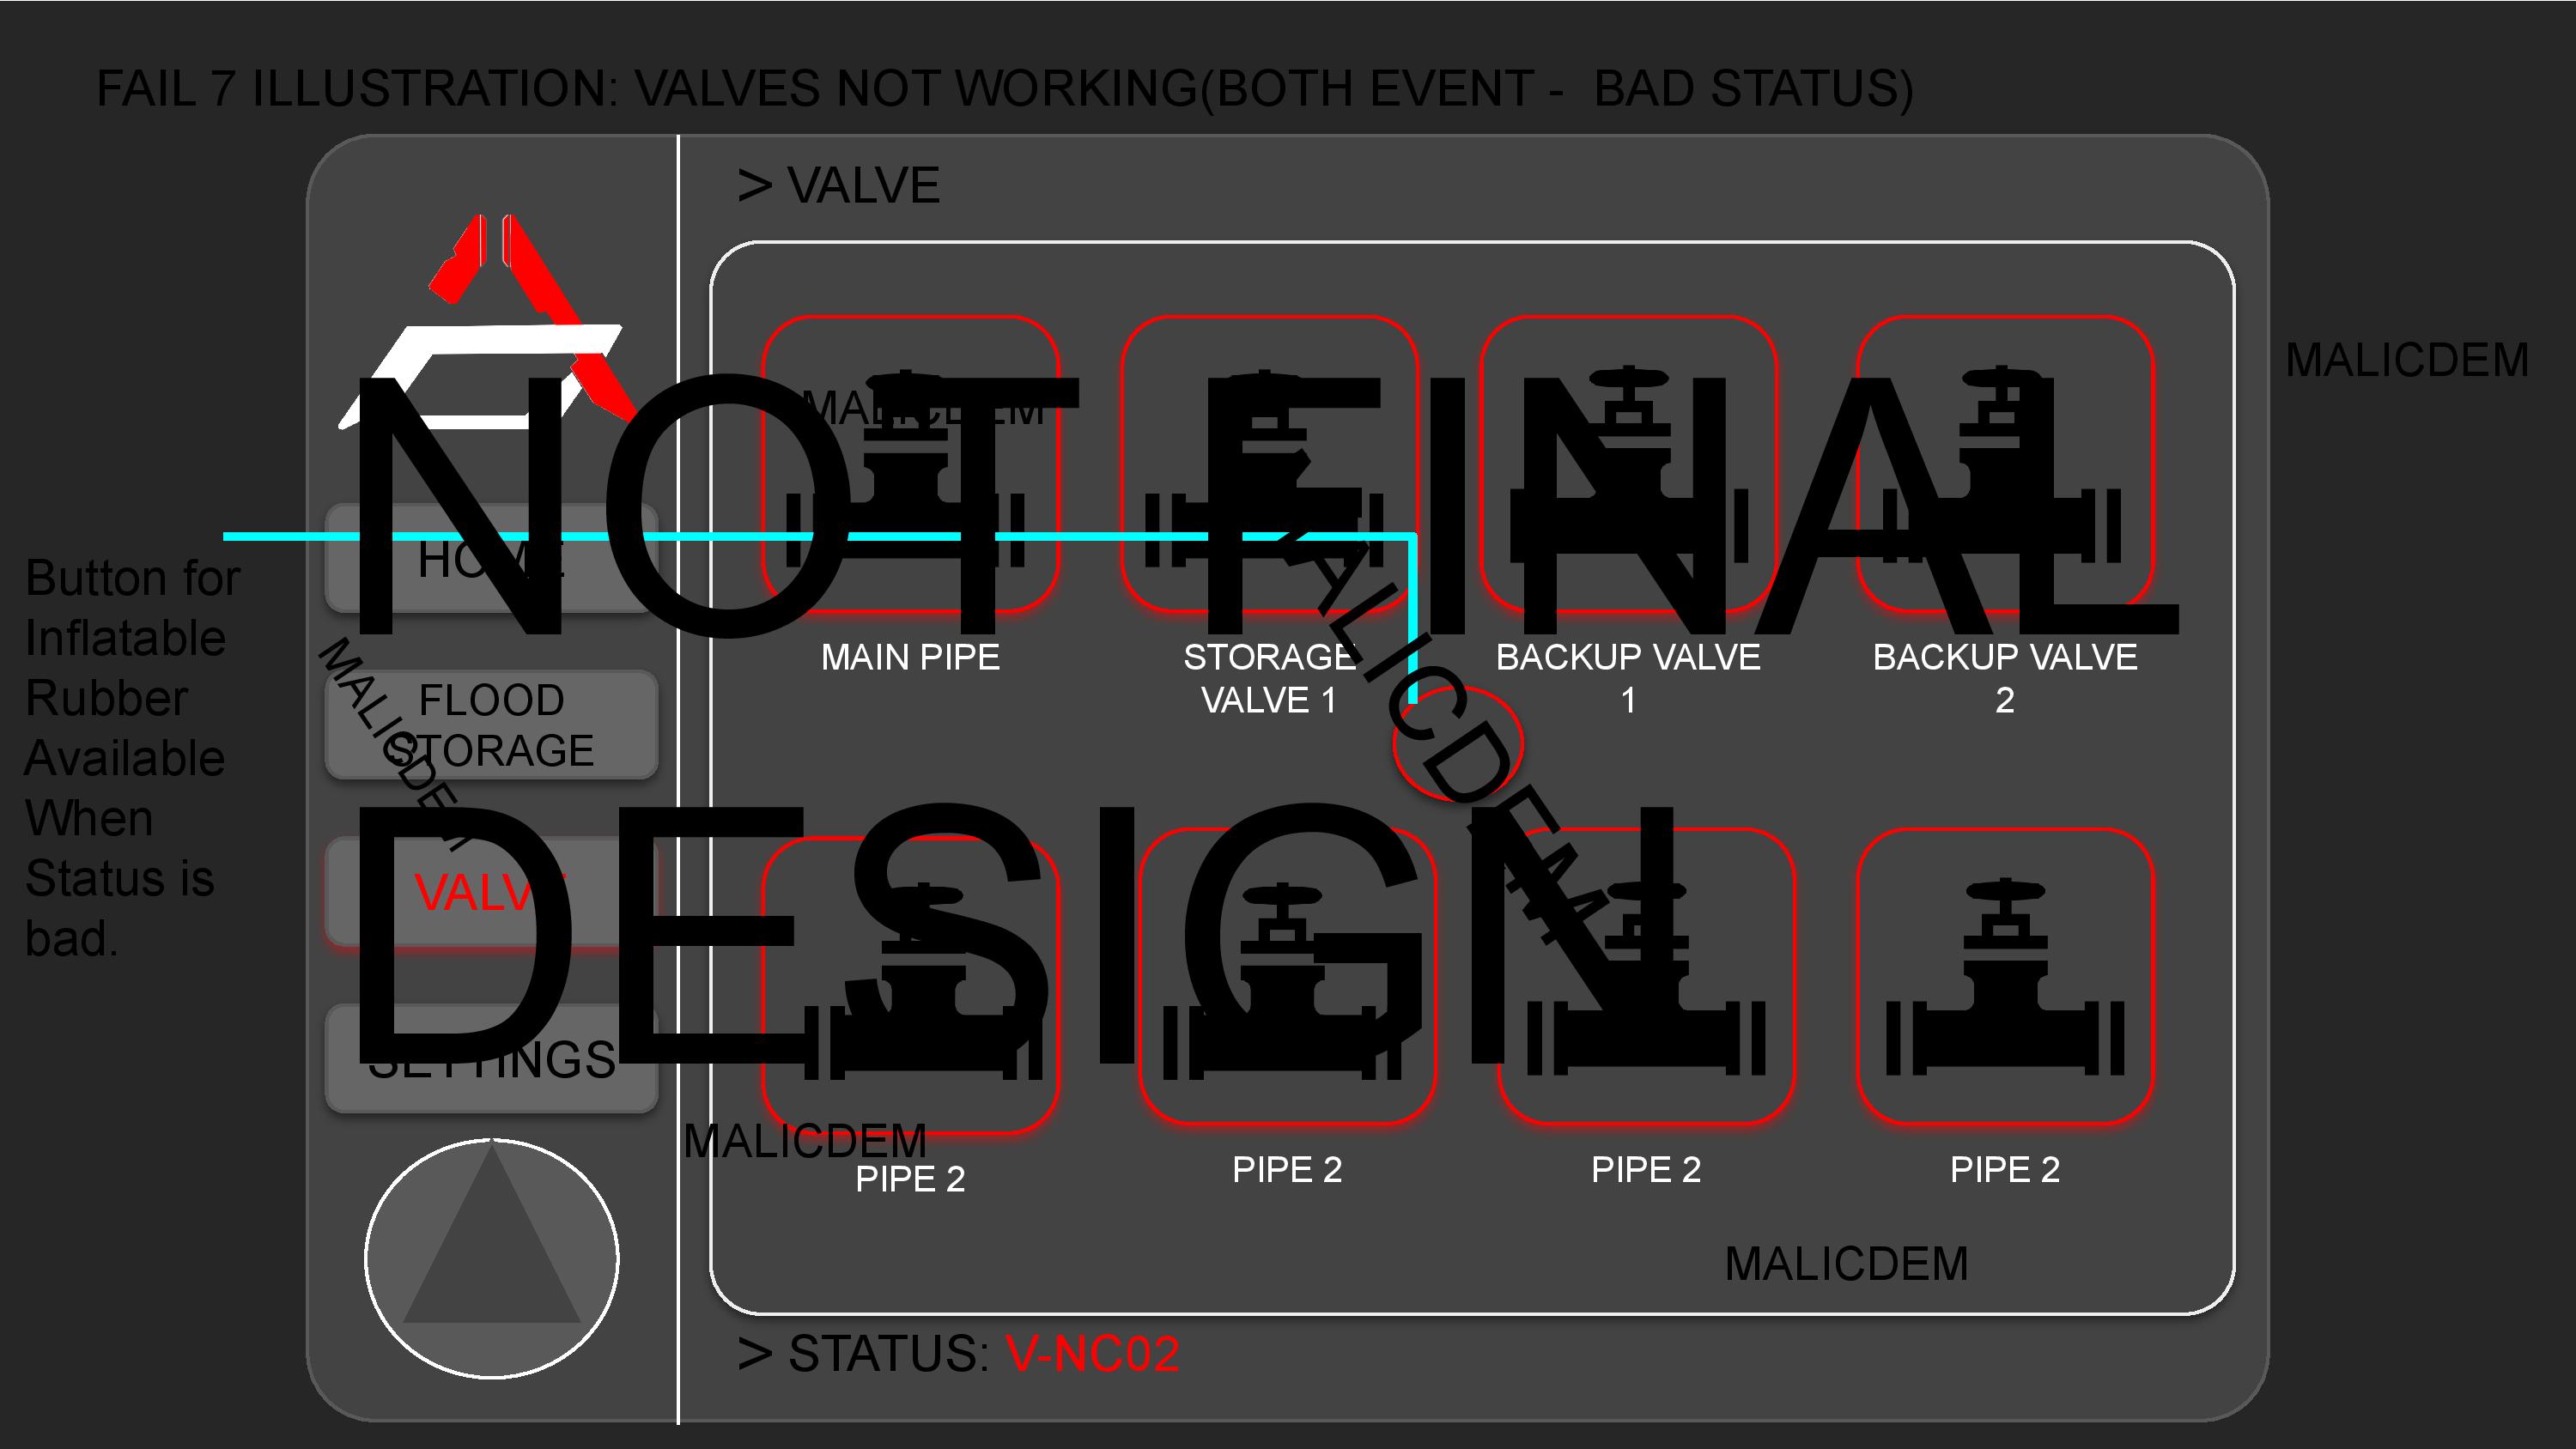 FAIL 7 ILLUSTRATION: VALVES NOT WORKING(BOTH EVENT - BAD STATUS)
> VALVE
MALICDEM
MALICDEM
NOT FINAL
DESIGN
HOME
FLOOD
STORAGE
VALVE
SETTINGS
Button for
Inflatable
Rubber
Available
When
Status is
bad.
MALICDEM
MALICDEM
MAIN PIPE
STORAGE
VALVE 1
BACKUP VALVE
1
BACKUP VALVE
2
MALICDEM
PIPE 2
PIPE 2
PIPE 2
PIPE 2
MALICDEM
> STATUS: V-NC02